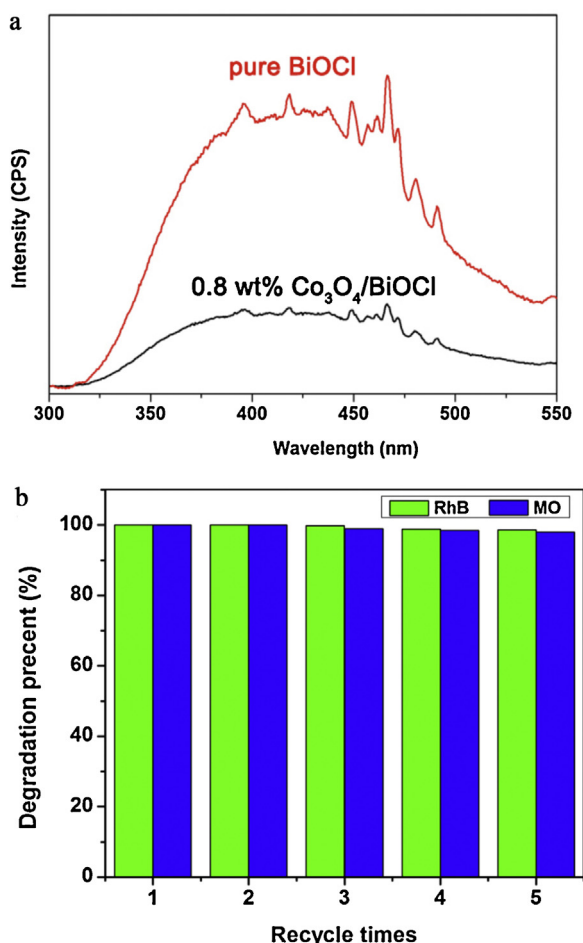 a
pure BiOCl
0.8 wt% Co₃O₄/BiOCl
Intensity (CPS)
300 350 400 450 500 550
Wavelength (nm)
b
RhB MO
100
80
60
40
20
0
Degradation precent (%)
1 2 3 4 5
Recycle times